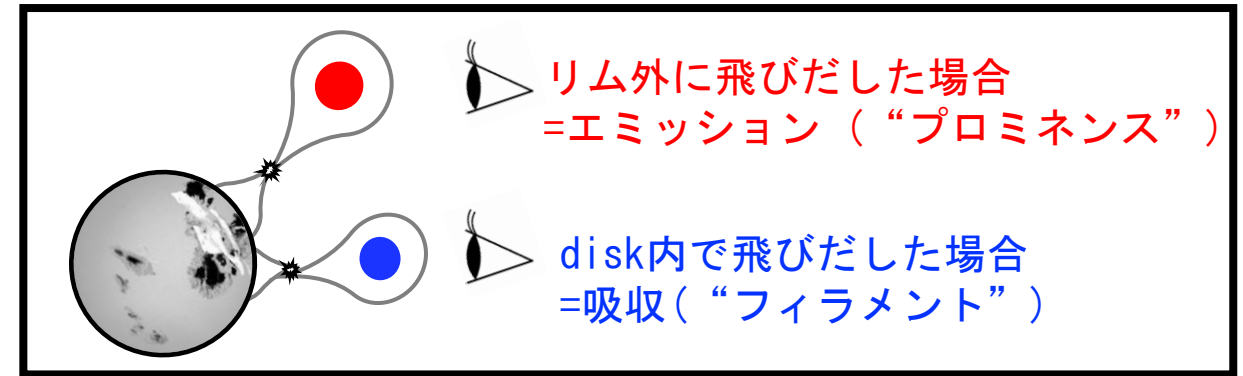 リム外に飛びだした場合
=エミッション（“プロミネンス”）
disk内で飛びだした場合
=吸収(“フィラメント”)